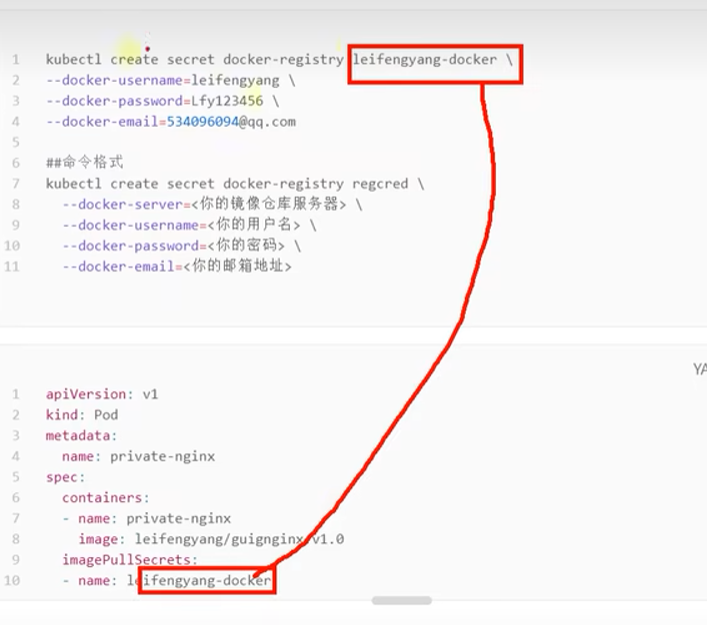 1 kubectl create secret docker-registry leifengyang-docker \
2 --docker-username=leifengyang \
3 --docker-password=Lfy123456 \
4 --docker-email=534096094@qq.com
5
6 ##命令格式
7 kubectl create secret docker-registry regcred \
8 --docker-server=<你的镜像仓库服务器> \
9 --docker-username=<你的用户名> \
10 --docker-password=<你的密码> \
11 --docker-email=<你的邮箱地址>
YA
1 apiVersion: v1
2 kind: Pod
3 metadata:
4 name: private-nginx
5 spec:
6 containers:
7 - name: private-nginx
8 image: leifengyang/guignginx:v1.0
9 imagePullSecrets:
10 - name: leifengyang-docker